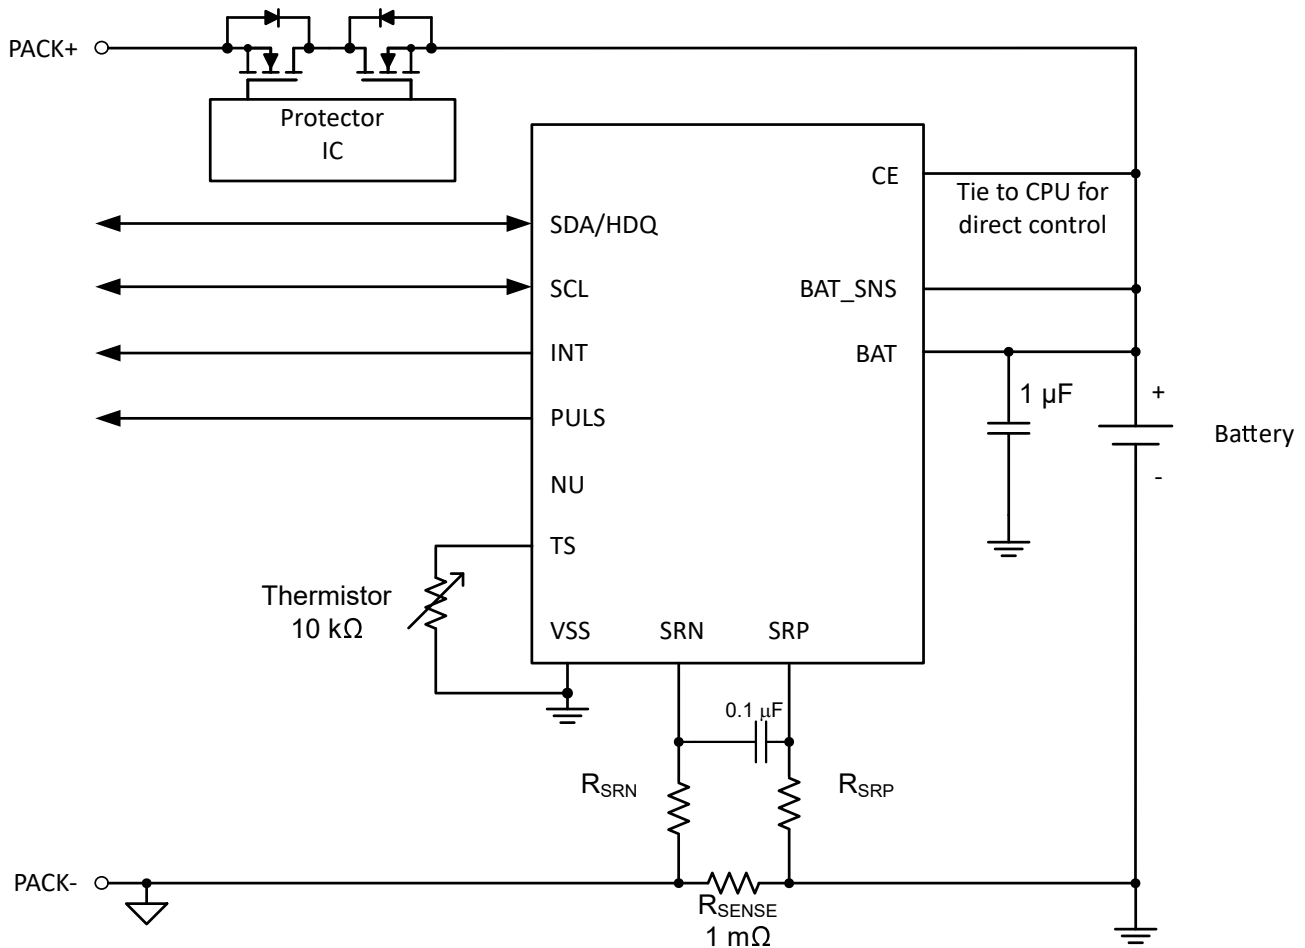 PACK+
Protector
IC
CE
Tie to CPU for
direct control
SDA/HDQ
SCL
BAT_SNS
INT
BAT
1 µF
+
PULS
Battery
-
NU
TS
Thermistor
10 kΩ
VSS
SRN
SRP
0.1 µF
RSRN
RSRP
PACK-
RSENSE
1 mΩ